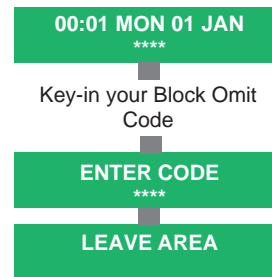 00:01 MON 01 JAN
****
Key-in your Block Omit
Code
ENTER CODE
****
LEAVE AREA